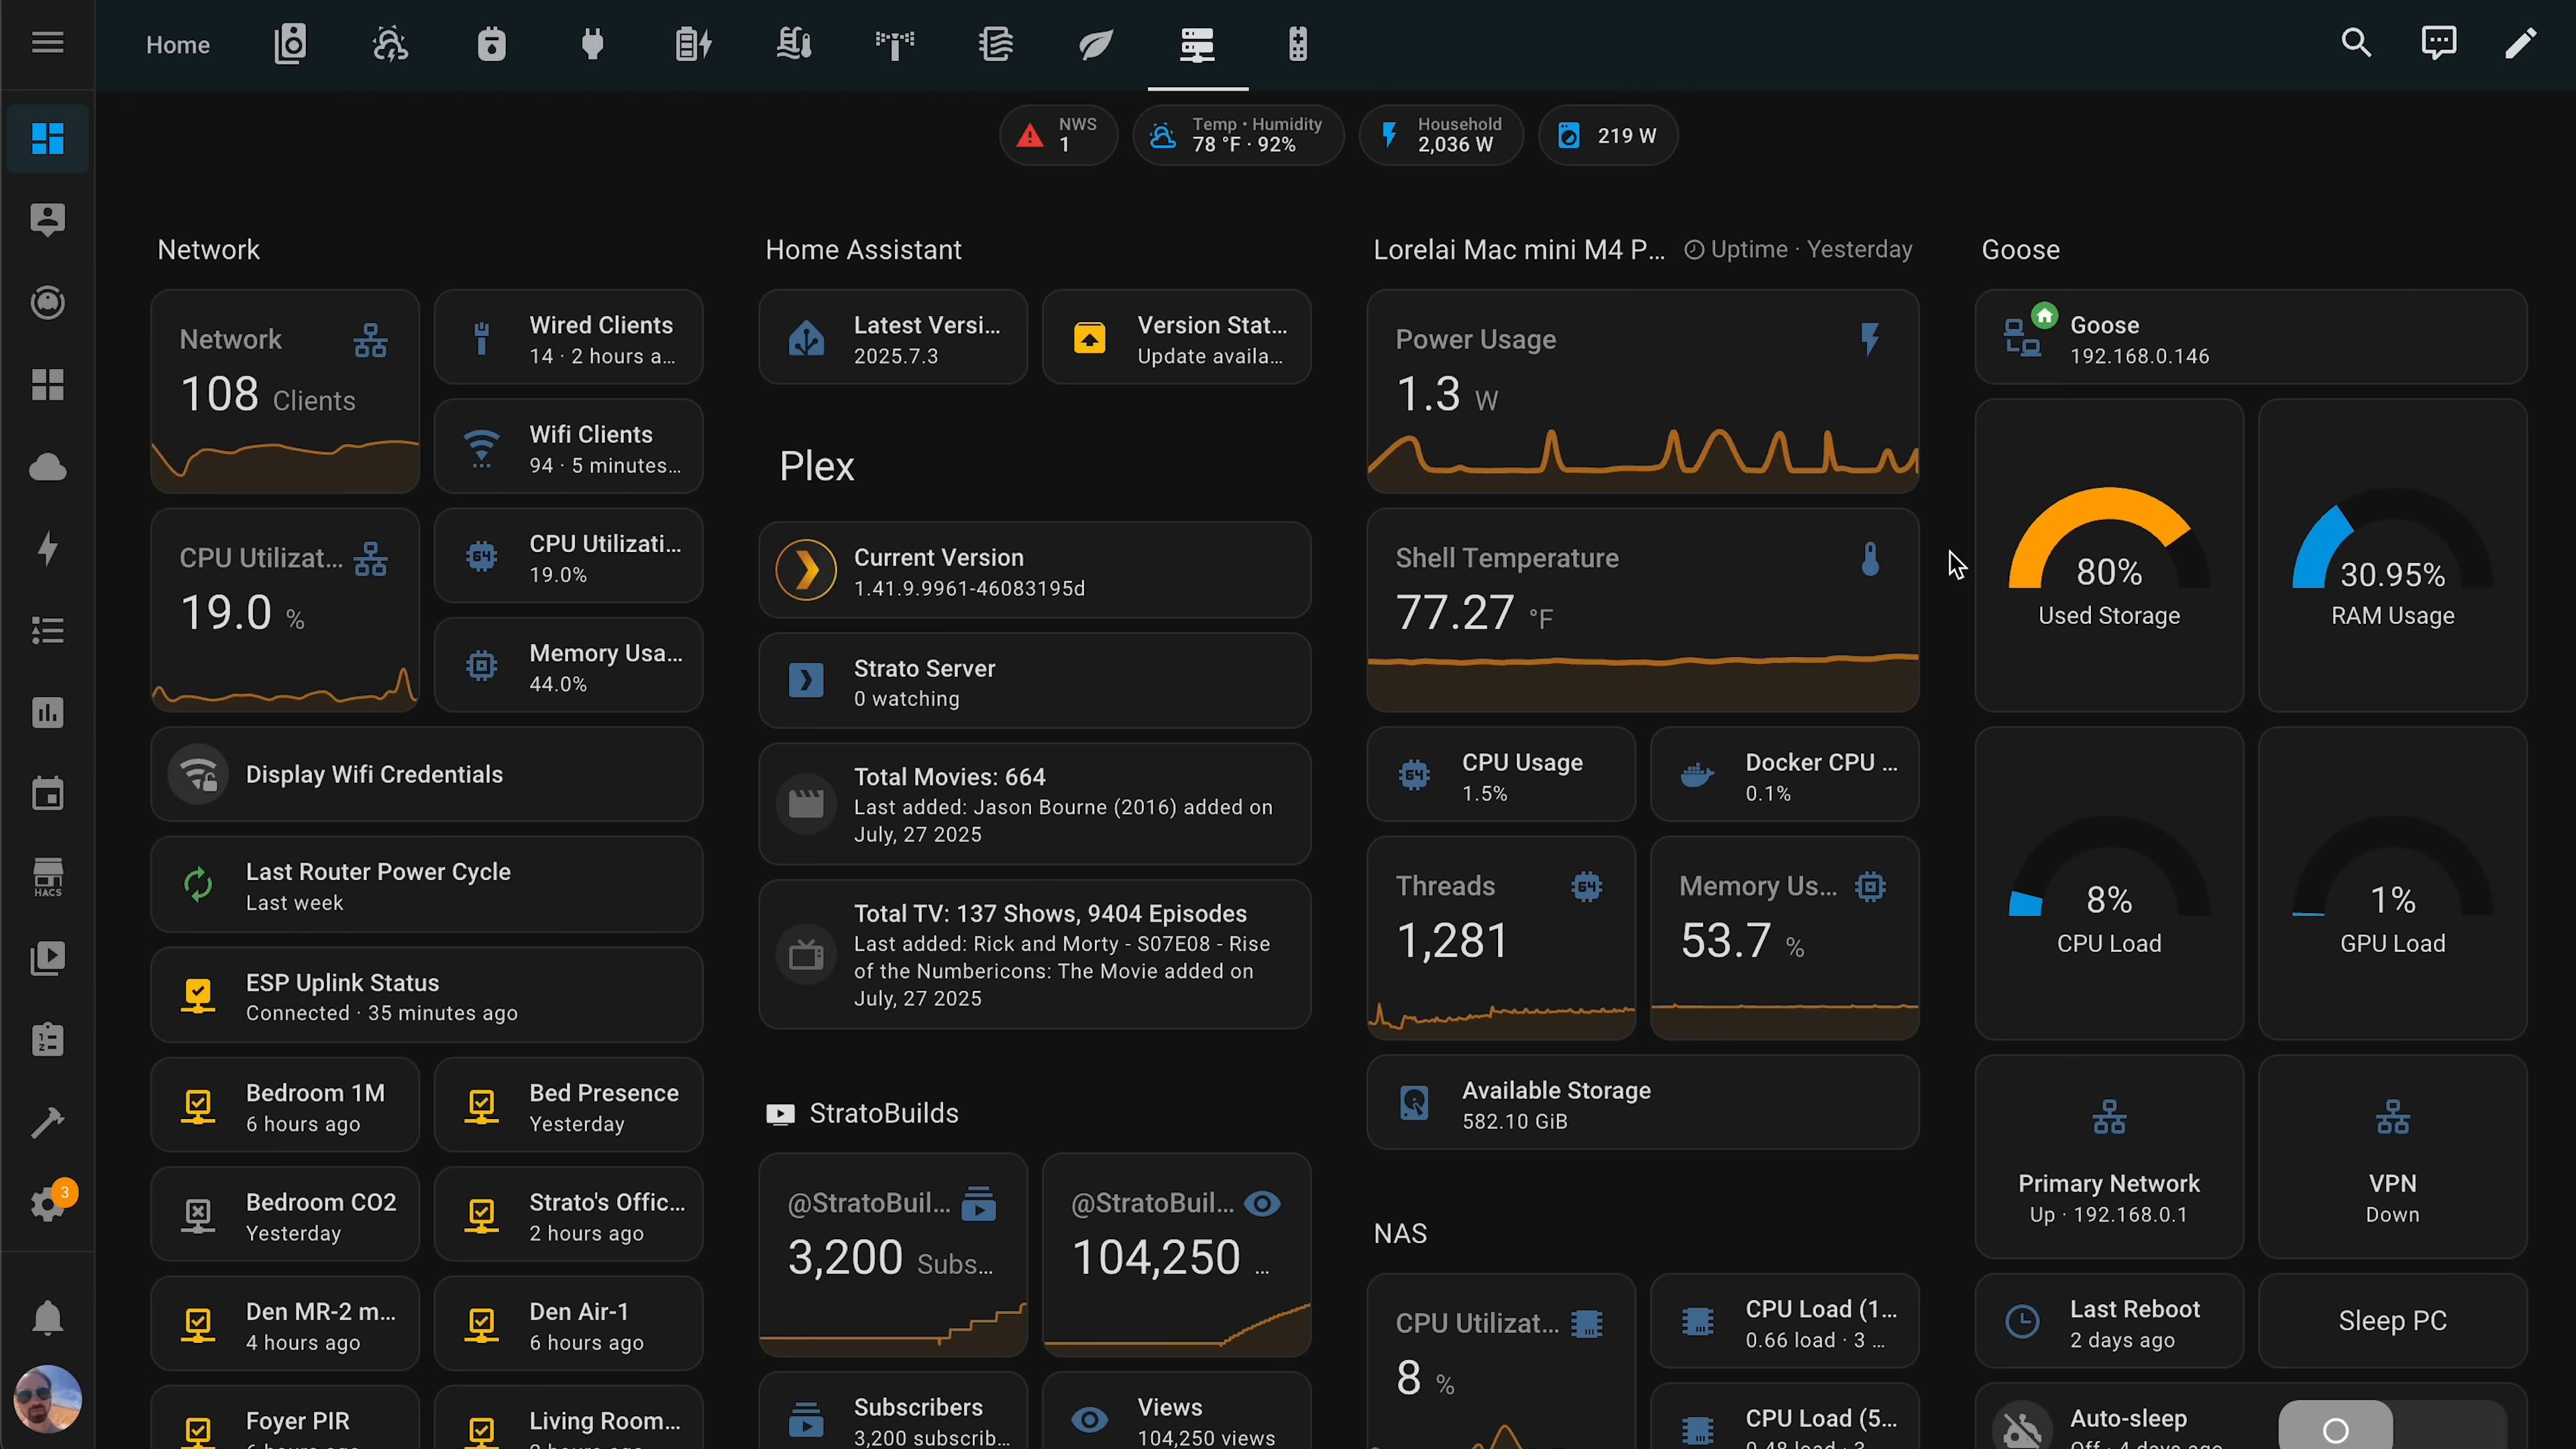 Home
NWS
1
Temp • Humidity
78 °F · 92%
Household
2,036 W
219 W
Network
Network
108 Clients
Wired Clients
14 · 2 hours a...
Wifi Clients
94 · 5 minutes...
CPU Utilizat...
19.0 %
CPU Utilizati...
19.0%
Memory Usa...
44.0%
Display Wifi Credentials
Last Router Power Cycle
Last week
ESP Uplink Status
Connected · 35 minutes ago
Bedroom 1M
6 hours ago
Bed Presence
Yesterday
Bedroom CO2
Yesterday
Strato's Offic...
2 hours ago
Den MR-2 m...
4 hours ago
Den Air-1
6 hours ago
Foyer PIR
Living Room...
Home Assistant
Latest Versi...
2025.7.3
Version Stat...
Update availa...
Plex
Current Version
1.41.9.9961-46083195d
Strato Server
0 watching
Total Movies: 664
Last added: Jason Bourne (2016) added on
July, 27 2025
Total TV: 137 Shows, 9404 Episodes
Last added: Rick and Morty - S07E08 - Rise
of the Numbericons: The Movie added on
July, 27 2025
StratoBuilds
@StratoBuil...
3,200 Subs...
@StratoBuil...
104,250 ...
Subscribers
3,200 subscrib...
Views
104,250 views
Lorelai Mac mini M4 P...
Uptime · Yesterday
Power Usage
1.3 W
Shell Temperature
77.27 °F
64
CPU Usage
1.5%
Docker CPU ...
0.1%
Threads
64
1,281
Memory Us...
53.7 %
Available Storage
582.10 GiB
NAS
CPU Utilizat...
8 %
CPU Load (1...
0.66 load · 3 ...
CPU Load (5...
Goose
Goose
192.168.0.146
80%
Used Storage
30.95%
RAM Usage
8%
CPU Load
1%
GPU Load
Primary Network
Up · 192.168.0.1
VPN
Down
Last Reboot
2 days ago
Sleep PC
Auto-sleep
HACS
3
64